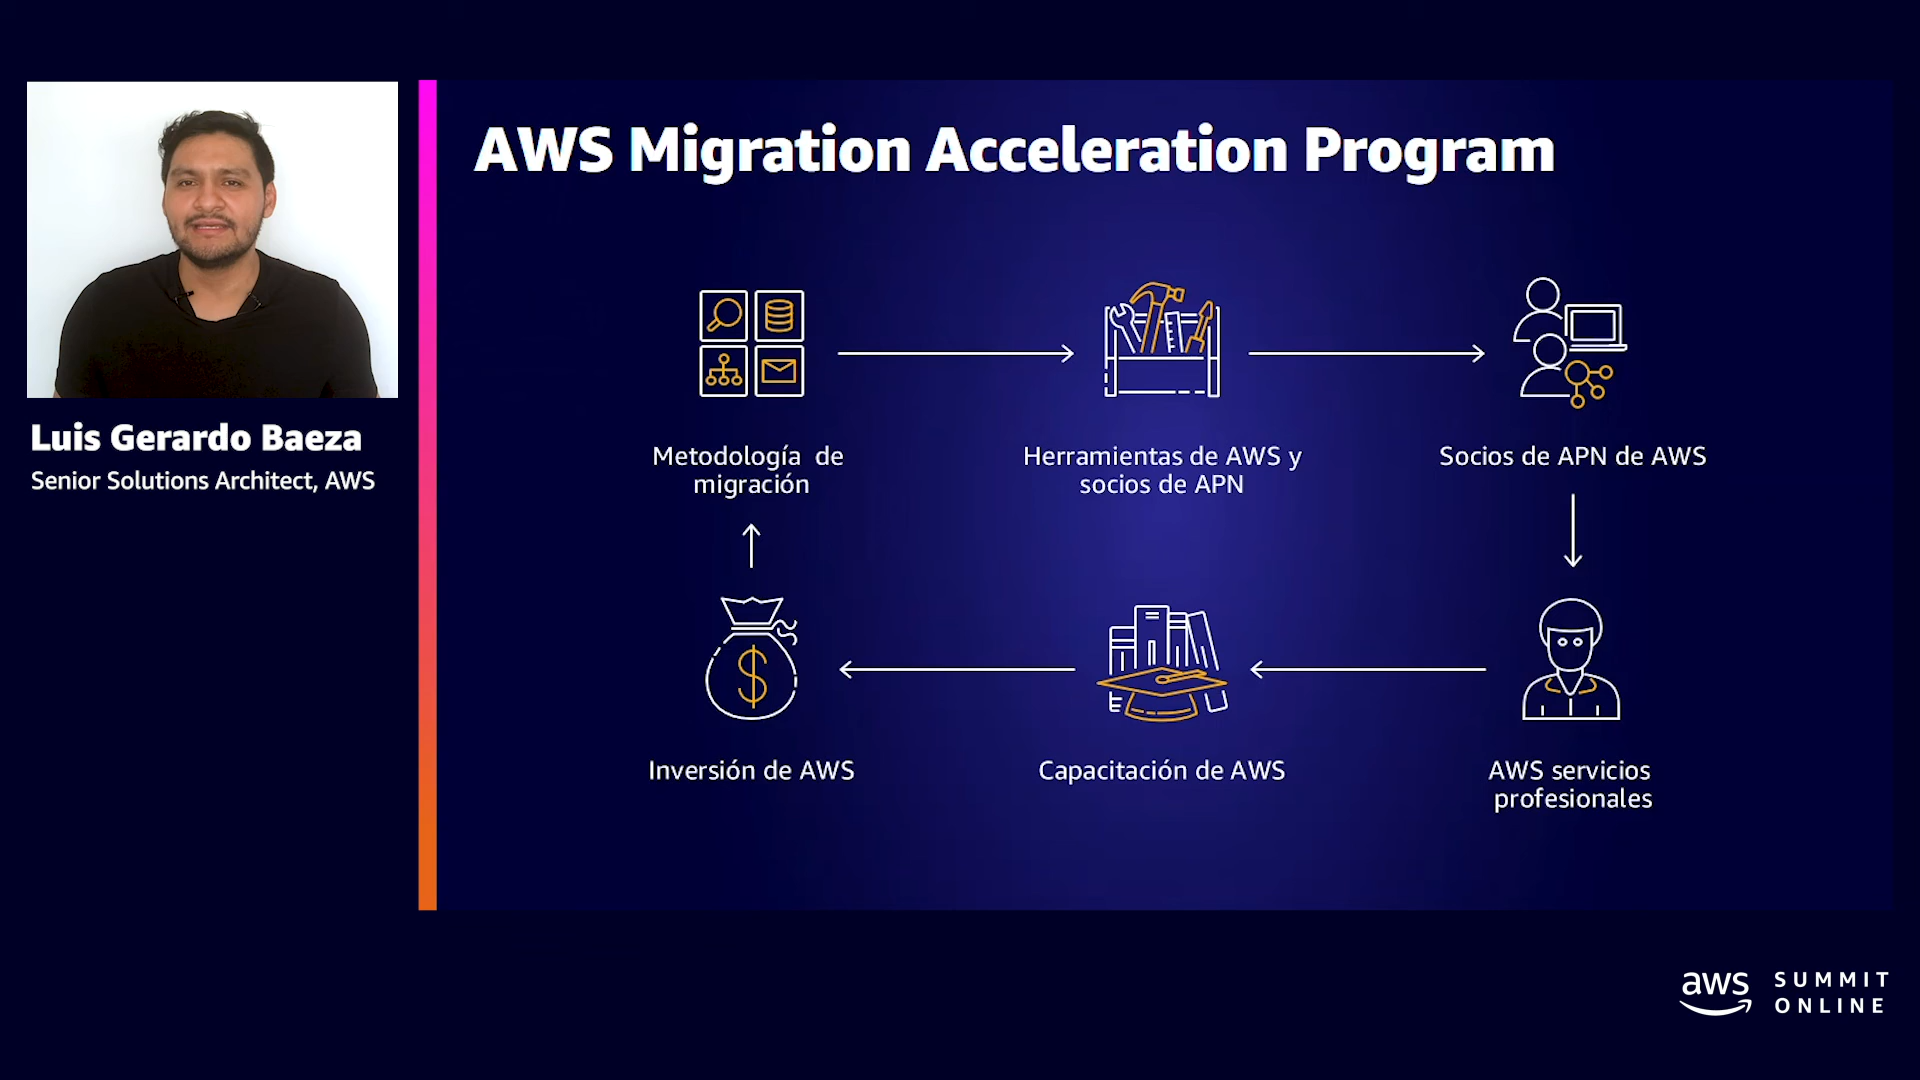 Luis Gerardo Baeza
Senior Solutions Architect, AWS
AWS Migration Acceleration Program
Metodología de
migración
Herramientas de AWS y
socios de APN
Socios de APN de AWS
Inversión de AWS
Capacitación de AWS
AWS servicios
profesionales
aws
SUMMIT
ONLINE